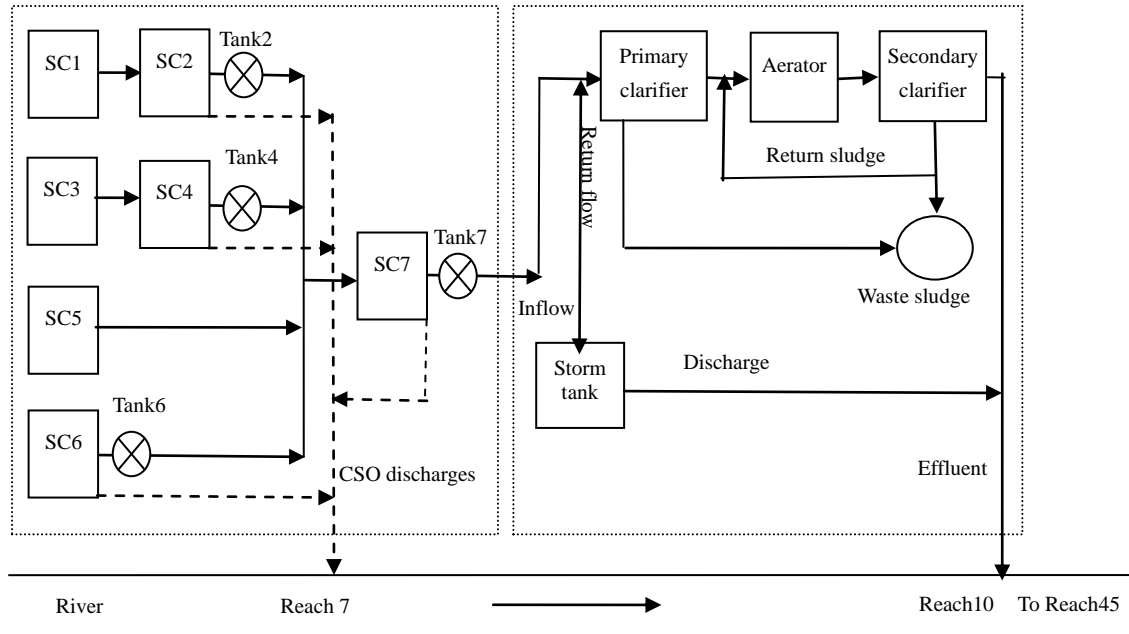 SC1
SC2
Tank2
SC3
SC4
Tank4
SC5
SC6
Tank6
SC7
Tank7
CSO discharges
Inflow
Primary
clarifier
Aerator
Secondary
clarifier
Return flow
Return sludge
Waste sludge
Storm
tank
Discharge
Effluent
River
Reach 7
Reach10
To Reach45